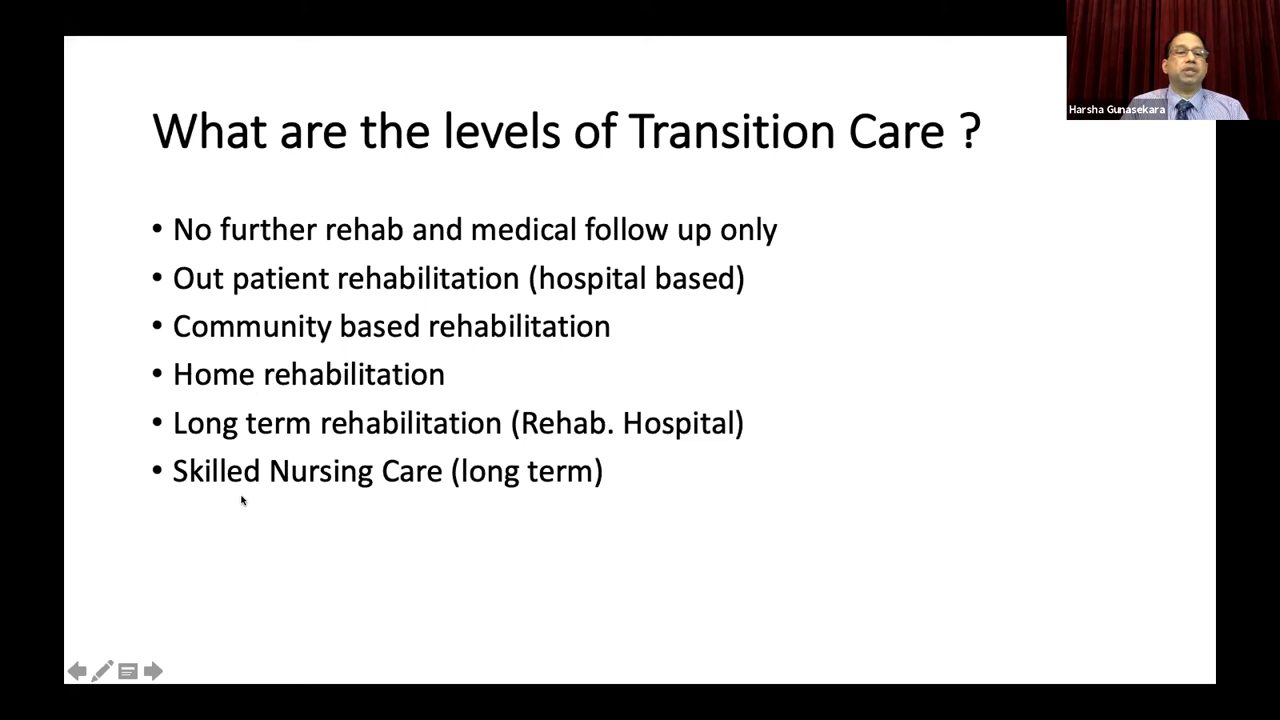 Harsha Gunasekara
What are the levels of Transition Care ?
• No further rehab and medical follow up only
• Out patient rehabilitation (hospital based)
• Community based rehabilitation
• Home rehabilitation
• Long term rehabilitation (Rehab. Hospital)
• Skilled Nursing Care (long term)